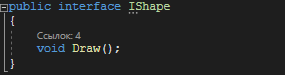 public interface IShape
{
Ссылок: 4
void Draw();
}